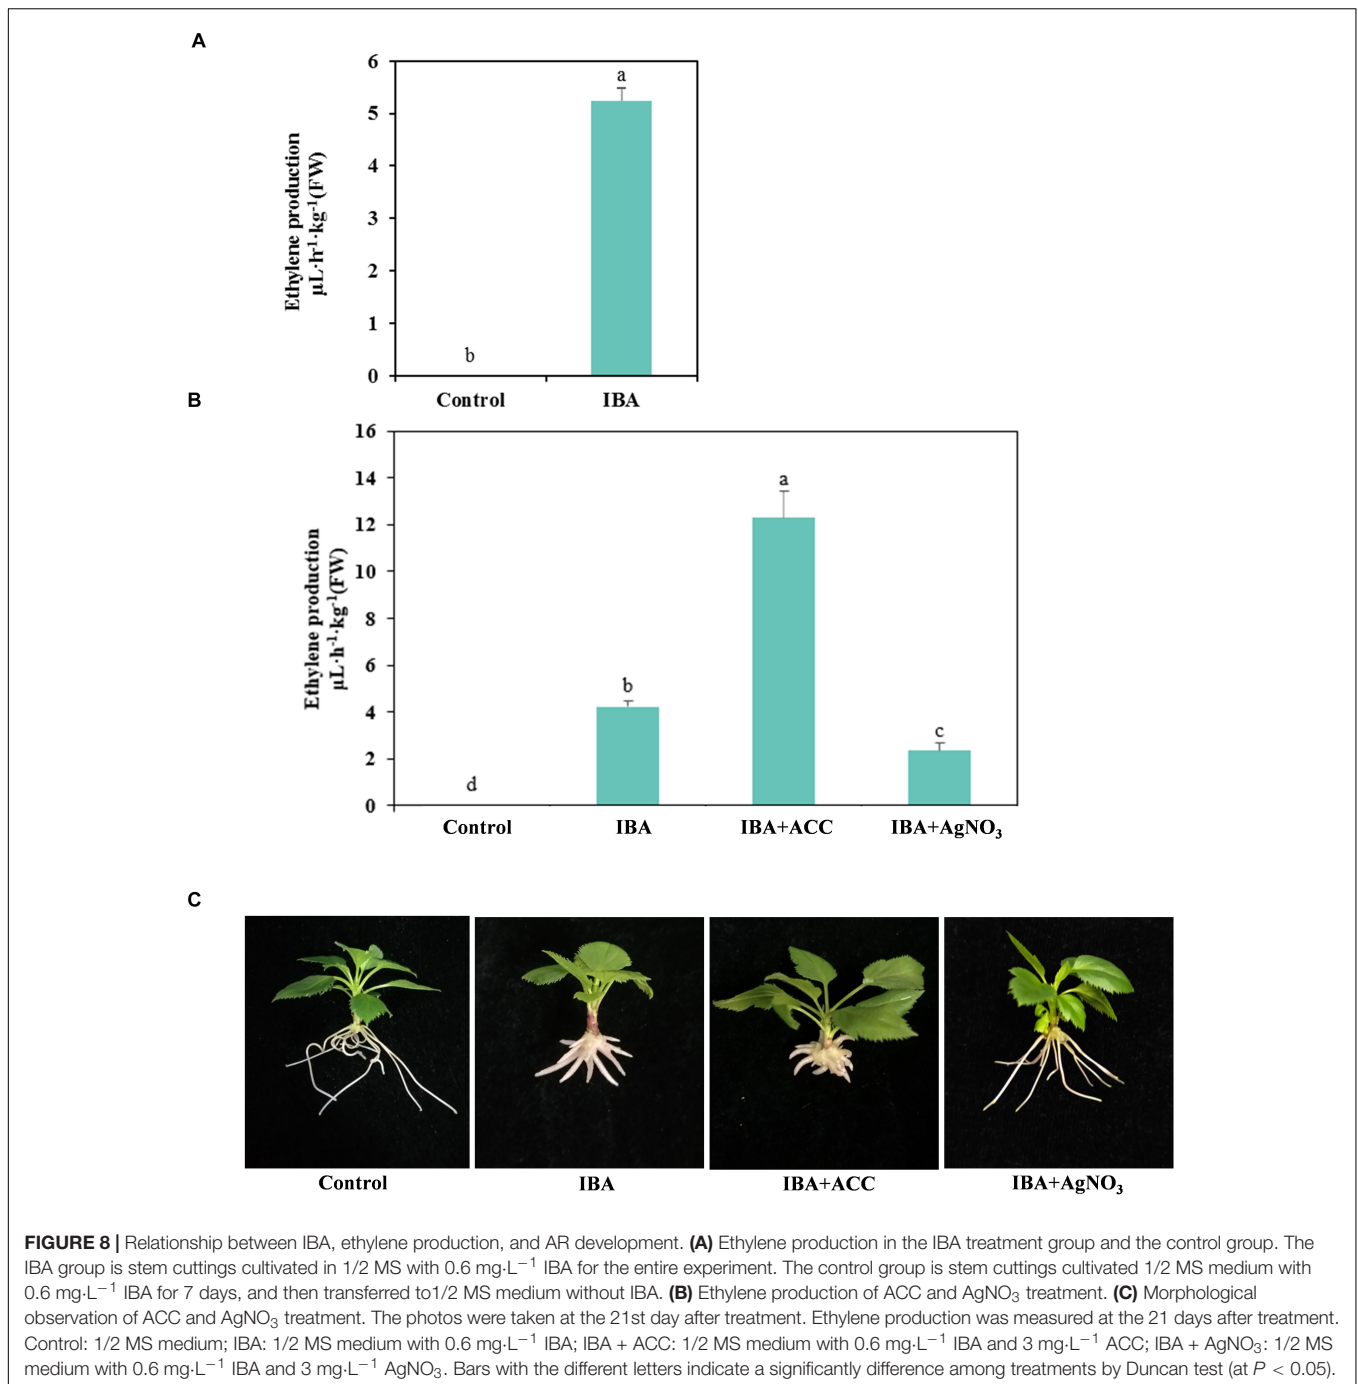 A
6
5
4
3
2
1
0
Ethylene production
µL·h⁻¹·kg⁻¹(FW)
a
b
Control IBA
B
16
14
12
10
8
6
4
2
0
Ethylene production
µL·h⁻¹·kg⁻¹(FW)
d
b
a
c
Control IBA IBA+ACC IBA+AgNO₃
C
Control IBA IBA+ACC IBA+AgNO₃
FIGURE 8 | Relationship between IBA, ethylene production, and AR development. (A) Ethylene production in the IBA treatment group and the control group. The
IBA group is stem cuttings cultivated in 1/2 MS with 0.6 mg·L⁻¹ IBA for the entire experiment. The control group is stem cuttings cultivated 1/2 MS medium with
0.6 mg·L⁻¹ IBA for 7 days, and then transferred to1/2 MS medium without IBA. (B) Ethylene production of ACC and AgNO₃ treatment. (C) Morphological
observation of ACC and AgNO₃ treatment. The photos were taken at the 21st day after treatment. Ethylene production was measured at the 21 days after treatment.
Control: 1/2 MS medium; IBA: 1/2 MS medium with 0.6 mg·L⁻¹ IBA; IBA + ACC: 1/2 MS medium with 0.6 mg·L⁻¹ IBA and 3 mg·L⁻¹ ACC; IBA + AgNO₃: 1/2 MS
medium with 0.6 mg·L⁻¹ IBA and 3 mg·L⁻¹ AgNO₃. Bars with the different letters indicate a significantly difference among treatments by Duncan test (at P < 0.05).